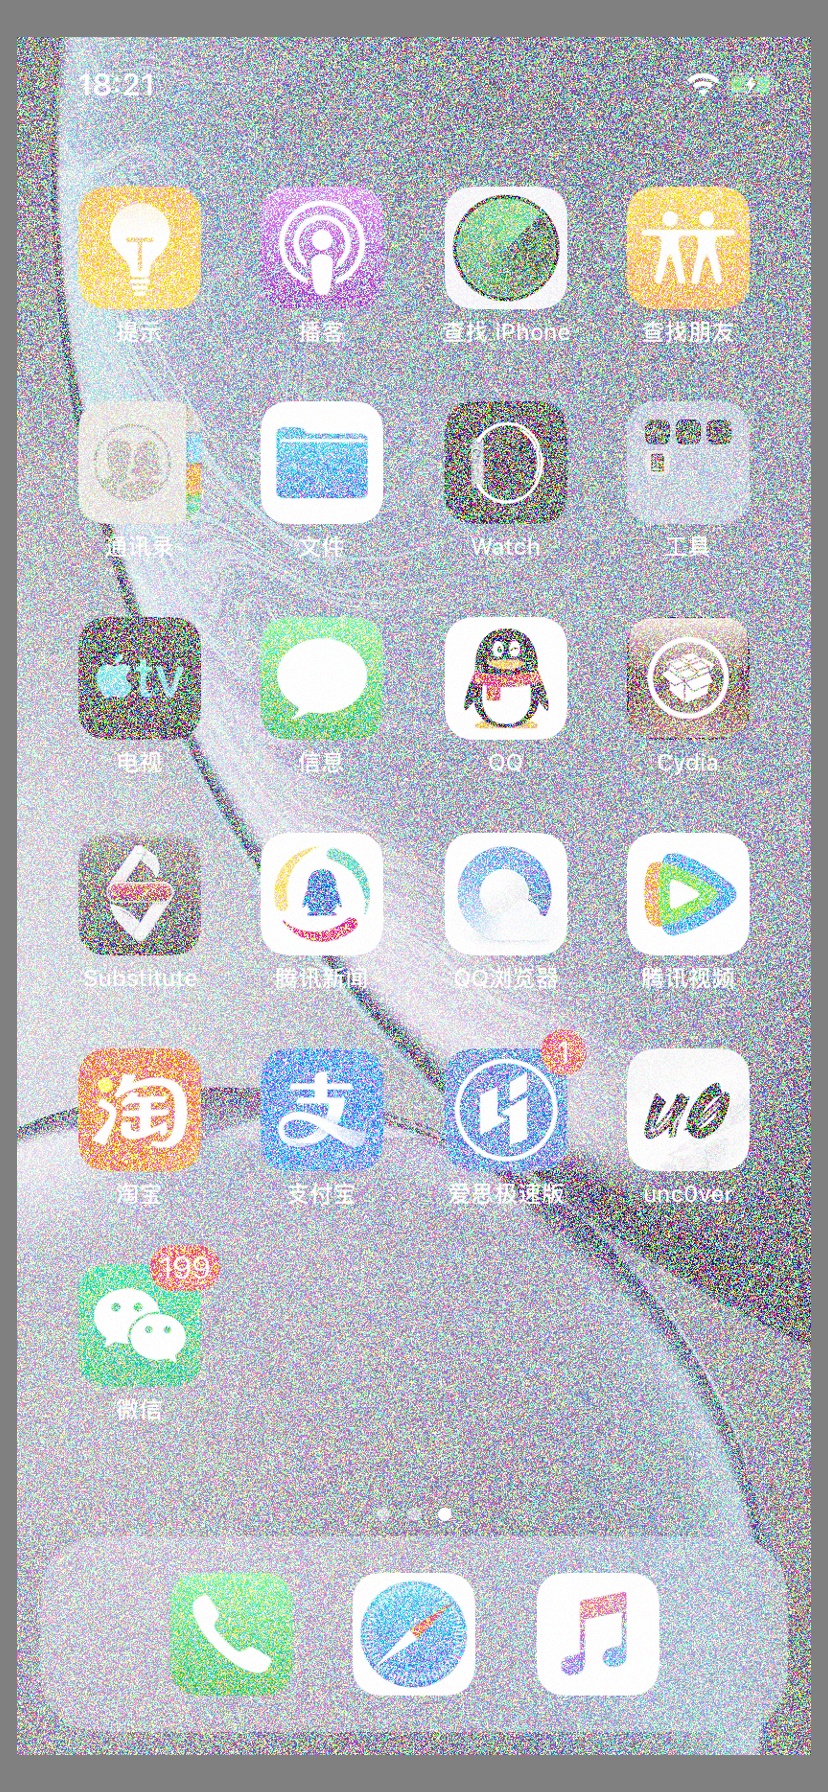 18:21
提示 播客 查找 iPhone 查找朋友
通讯录 文件 Watch 工具
tv
电视 信息 QQ Cydia
Substitute 腾讯新闻 QQ浏览器 腾讯视频
1
淘 支 u0
淘宝 支付宝 爱思极速版 unc0ver
199
微信